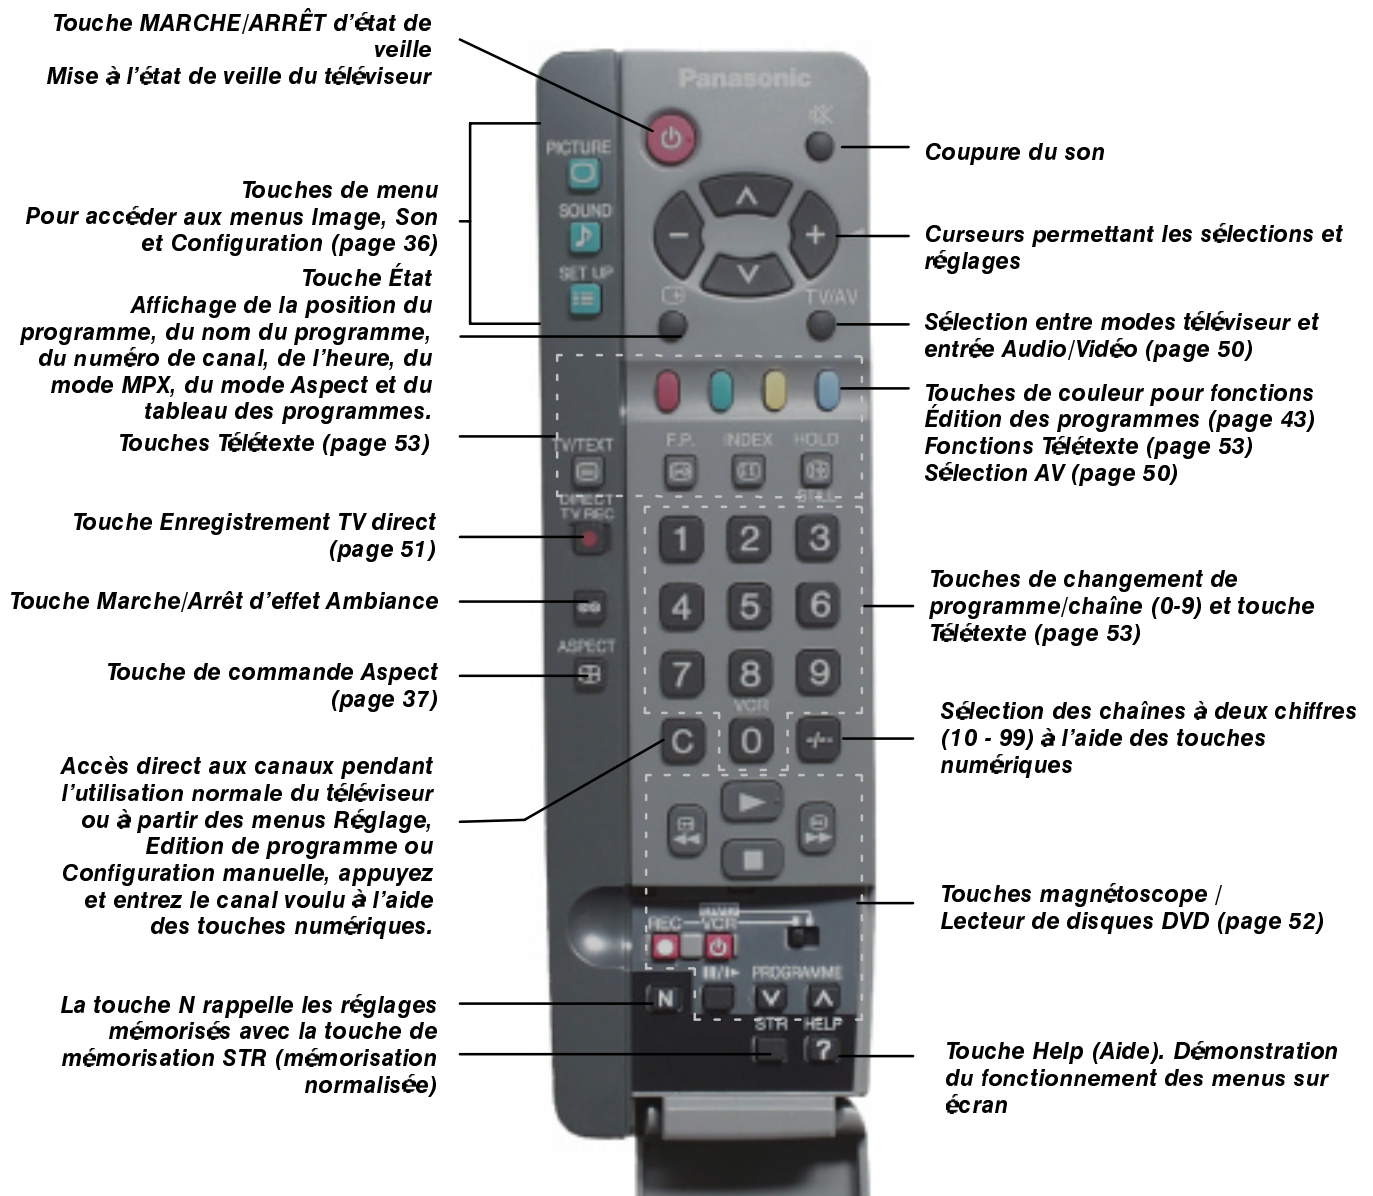 Touche MARCHE/ARRÊT d'état de
veille
Mise à l'état de veille du téléviseur
Touches de menu
Pour accéder aux menus Image, Son
et Configuration (page 36)
Touche État
Affichage de la position du
programme, du nom du programme,
du numéro de canal, de l'heure, du
mode MPX, du mode Aspect et du
tableau des programmes.
Touches Télétexte (page 53)
Touche Enregistrement TV direct
(page 51)
Touche Marche/Arrêt d'effet Ambiance
Touche de commande Aspect
(page 37)
Accès direct aux canaux pendant
l'utilisation normale du téléviseur
ou à partir des menus Réglage,
Edition de programme ou
Configuration manuelle, appuyez
et entrez le canal voulu à l'aide
des touches numériques.
La touche N rappelle les réglages
mémorisés avec la touche de
mémorisation STR (mémorisation
normalisée)
Panasonic
PICTURE
SOUND
SET UP
TV/AV
F.P. INDEX HOLD
TV/TEXT
STILL
DIRECT
TV REC
1 2 3
4 5 6
ASPECT
7 8 9
VCR
C 0 -/--
REC VCR
II/I▶ PROGRAMME
N
STR HELP
?
Coupure du son
Curseurs permettant les sélections et
réglages
Sélection entre modes téléviseur et
entrée Audio/Vidéo (page 50)
Touches de couleur pour fonctions
Édition des programmes (page 43)
Fonctions Télétexte (page 53)
Sélection AV (page 50)
Touches de changement de
programme/chaîne (0-9) et touche
Télétexte (page 53)
Sélection des chaînes à deux chiffres
(10 - 99) à l'aide des touches
numériques
Touches magnétoscope /
Lecteur de disques DVD (page 52)
Touche Help (Aide). Démonstration
du fonctionnement des menus sur
écran